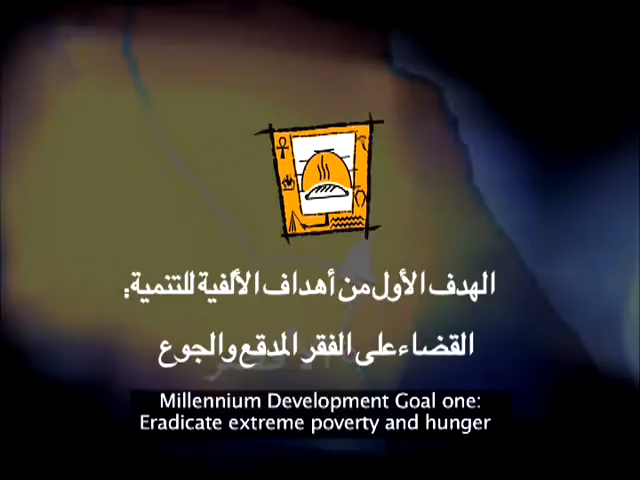 الهدف الأول من أهداف الألفية للتنمية:
القضاء على الفقر المدقع والجوع
Millennium Development Goal one:
Eradicate extreme poverty and hunger